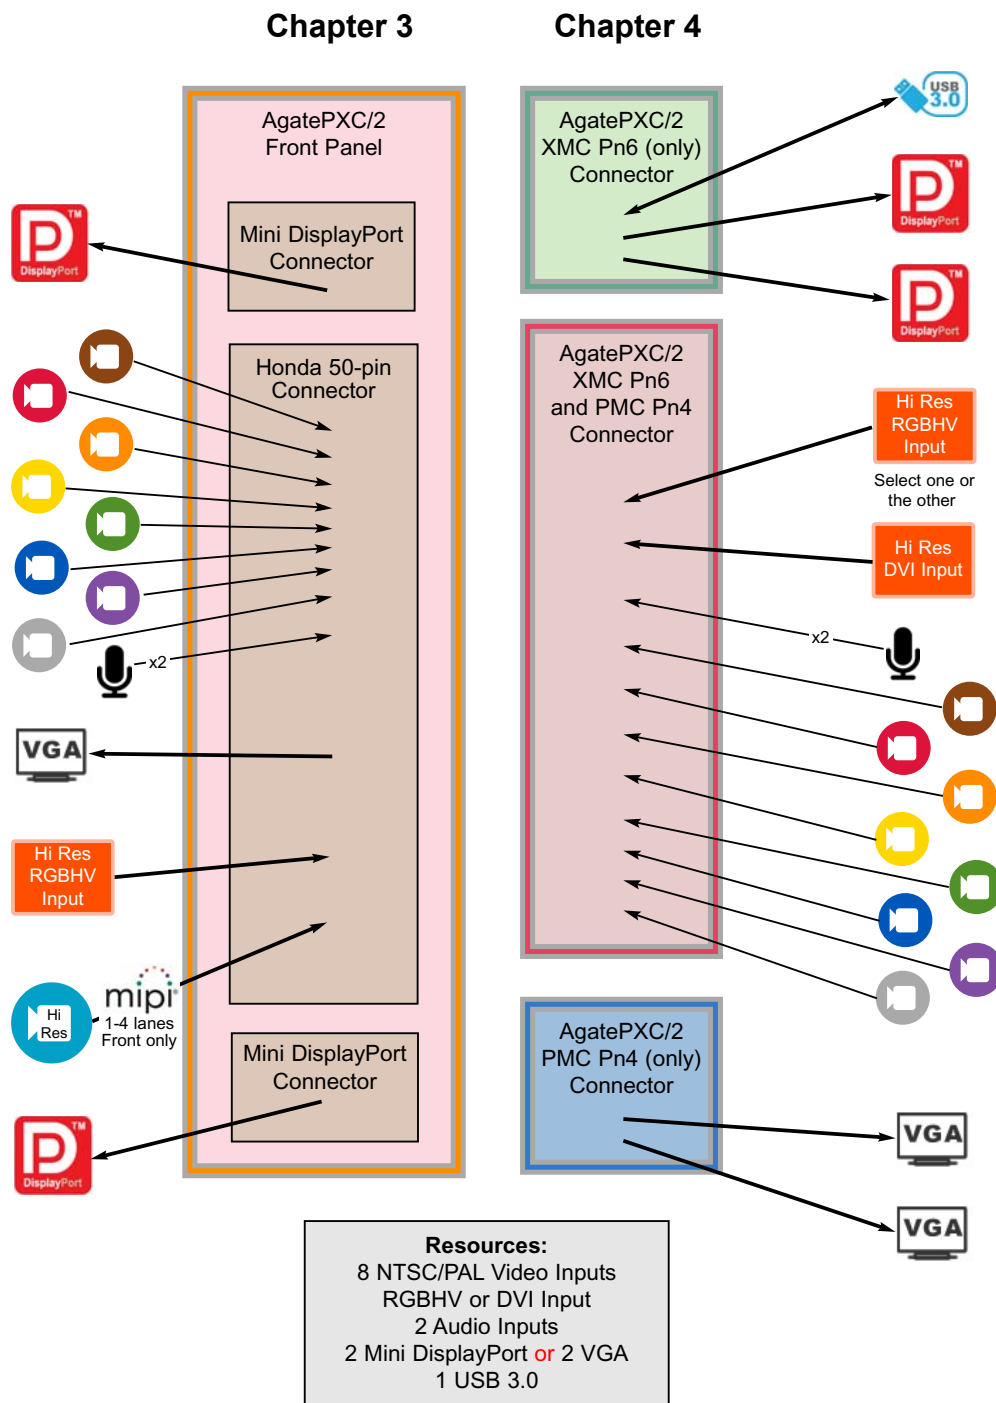 Chapter 3
Chapter 4
AgatePXC/2
Front Panel
Mini DisplayPort
Connector
TM
DisplayPort
Honda 50-pin
Connector
x2
VGA
Hi Res
RGBHV
Input
Hi
Res
mipi®
1-4 lanes
Front only
Mini DisplayPort
Connector
TM
DisplayPort
AgatePXC/2
XMC Pn6 (only)
Connector
USB
3.0
TM
DisplayPort
TM
DisplayPort
AgatePXC/2
XMC Pn6
and PMC Pn4
Connector
Hi Res
RGBHV
Input
Select one or
the other
Hi Res
DVI Input
x2
AgatePXC/2
PMC Pn4 (only)
Connector
VGA
VGA
Resources:
8 NTSC/PAL Video Inputs
RGBHV or DVI Input
2 Audio Inputs
2 Mini DisplayPort or 2 VGA
1 USB 3.0